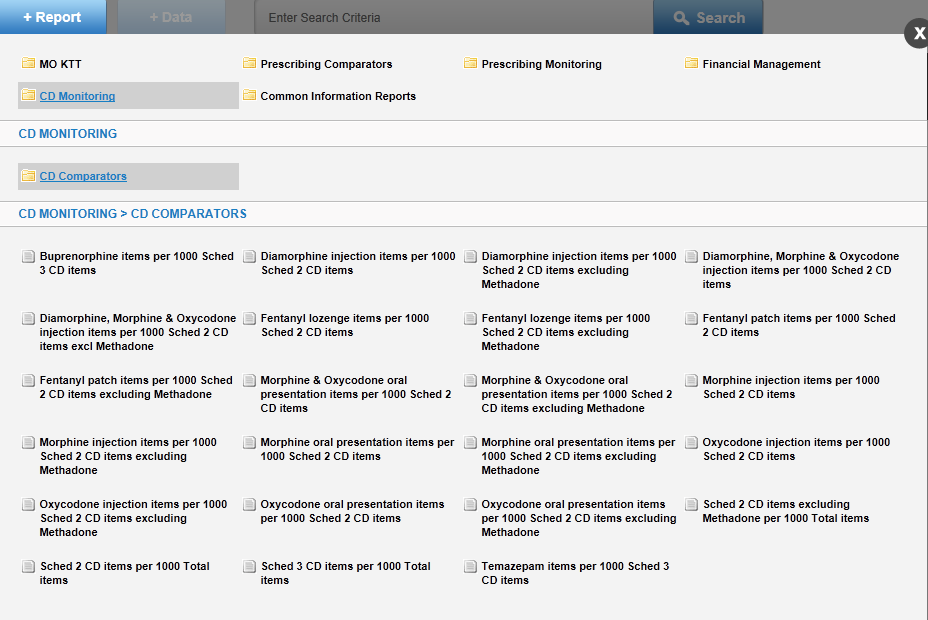 + Report
+ Data
Enter Search Criteria
Search
X
MO KTT
Prescribing Comparators
Prescribing Monitoring
Financial Management
CD Monitoring
Common Information Reports
CD MONITORING
CD Comparators
CD MONITORING > CD COMPARATORS
Buprenorphine items per 1000 Sched
3 CD items
Diamorphine injection items per 1000
Sched 2 CD items
Diamorphine injection items per 1000
Sched 2 CD items excluding
Methadone
Diamorphine, Morphine & Oxycodone
injection items per 1000 Sched 2 CD
items
Diamorphine, Morphine & Oxycodone
injection items per 1000 Sched 2 CD
items excl Methadone
Fentanyl lozenge items per 1000
Sched 2 CD items
Fentanyl lozenge items per 1000
Sched 2 CD items excluding
Methadone
Fentanyl patch items per 1000 Sched
2 CD items
Fentanyl patch items per 1000 Sched
2 CD items excluding Methadone
Morphine & Oxycodone oral
presentation items per 1000 Sched 2
CD items
Morphine & Oxycodone oral
presentation items per 1000 Sched 2
CD items excluding Methadone
Morphine injection items per 1000
Sched 2 CD items
Morphine injection items per 1000
Sched 2 CD items excluding
Methadone
Morphine oral presentation items per
1000 Sched 2 CD items
Morphine oral presentation items per
1000 Sched 2 CD items excluding
Methadone
Oxycodone injection items per 1000
Sched 2 CD items
Oxycodone injection items per 1000
Sched 2 CD items excluding
Methadone
Oxycodone oral presentation items
per 1000 Sched 2 CD items
Oxycodone oral presentation items
per 1000 Sched 2 CD items excluding
Methadone
Sched 2 CD items excluding
Methadone per 1000 Total items
Sched 2 CD items per 1000 Total
items
Sched 3 CD items per 1000 Total
items
Temazepam items per 1000 Sched 3
CD items